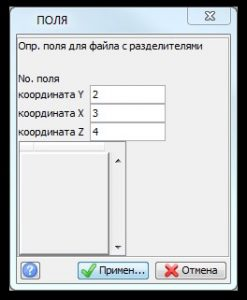 ПОЛЯ
Опр. поля для файла с разделителями
No. поля
координата Y 2
координата X 3
координата Z 4
? Примен... Отмена